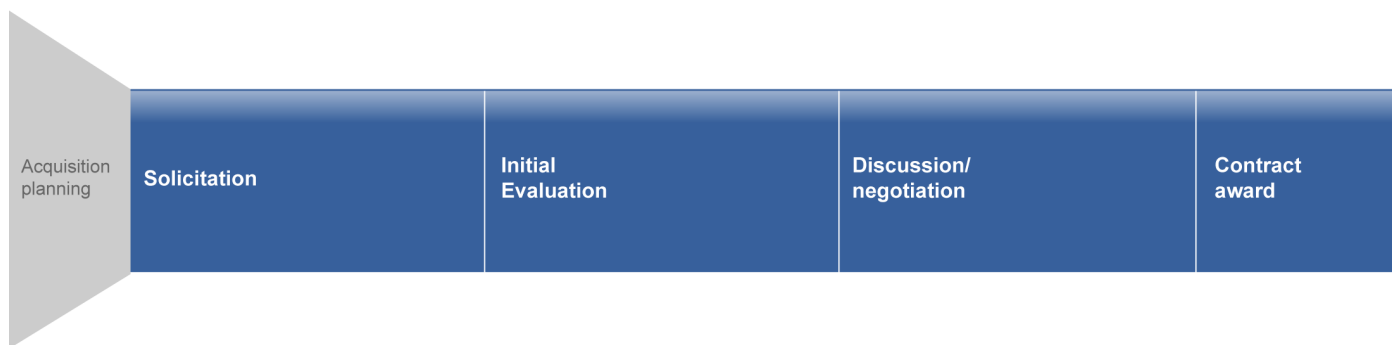 Acquisition
planning
Solicitation
Initial
Evaluation
Discussion/
negotiation
Contract
award